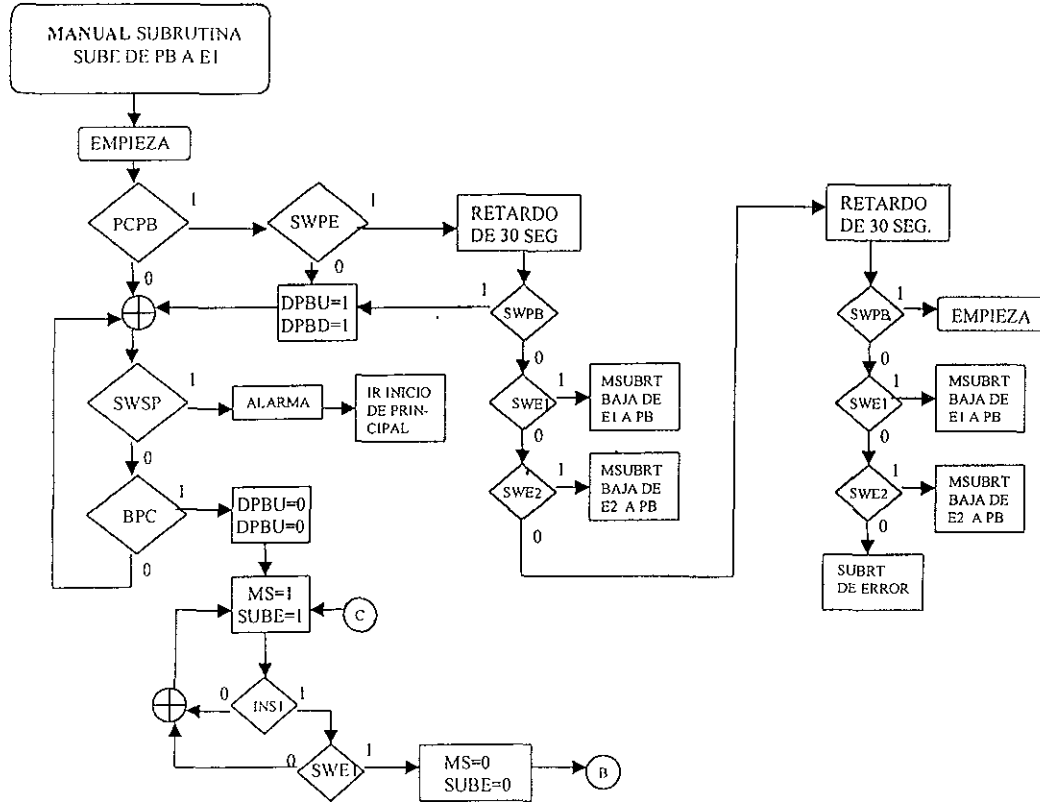 MANUAL SUBRUTINA
SUBE DE PB A E1
EMPIEZA
PCPB
1
0
SWPE
1
0
RETARDO
DE 30 SEG
DPBU=1
DPBD=1
SWPB
1
0
SWSP
1
0
ALARMA
IR INICIO
DE PRIN-
CIPAL
SWE1
1
0
MSUBRT
BAJA DE
E1 A PB
BPC
1
0
DPBU=0
DPBU=0
SWE2
1
0
MSUBRT
BAJA DE
E2 A PB
MS=1
SUBE=1
C
INS1
0
1
SWE1
0
1
MS=0
SUBE=0
B
RETARDO
DE 30 SEG.
SWPB
1
0
EMPIEZA
SWE1
1
0
MSUBRT
BAJA DE
E1 A PB
SWE2
1
0
MSUBRT
BAJA DE
E2 A PB
SUBRT
DE ERROR